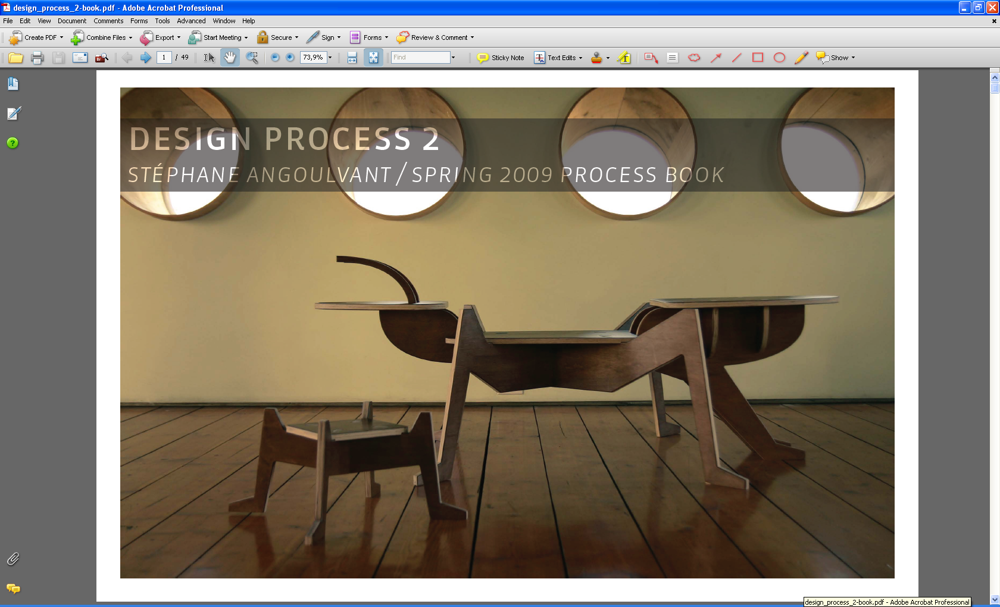 design_process_2-book.pdf - Adobe Acrobat Professional
File Edit View Document Comments Forms Tools Advanced Window Help
Create PDF Combine Files Export Start Meeting Secure Sign Forms Review & Comment
1 / 49 73,9% Find Sticky Note Text Edits Show
DESIGN PROCESS 2
STÉPHANE ANGOULVANT / SPRING 2009 PROCESS BOOK
design_process_2-book.pdf - Adobe Acrobat Professional